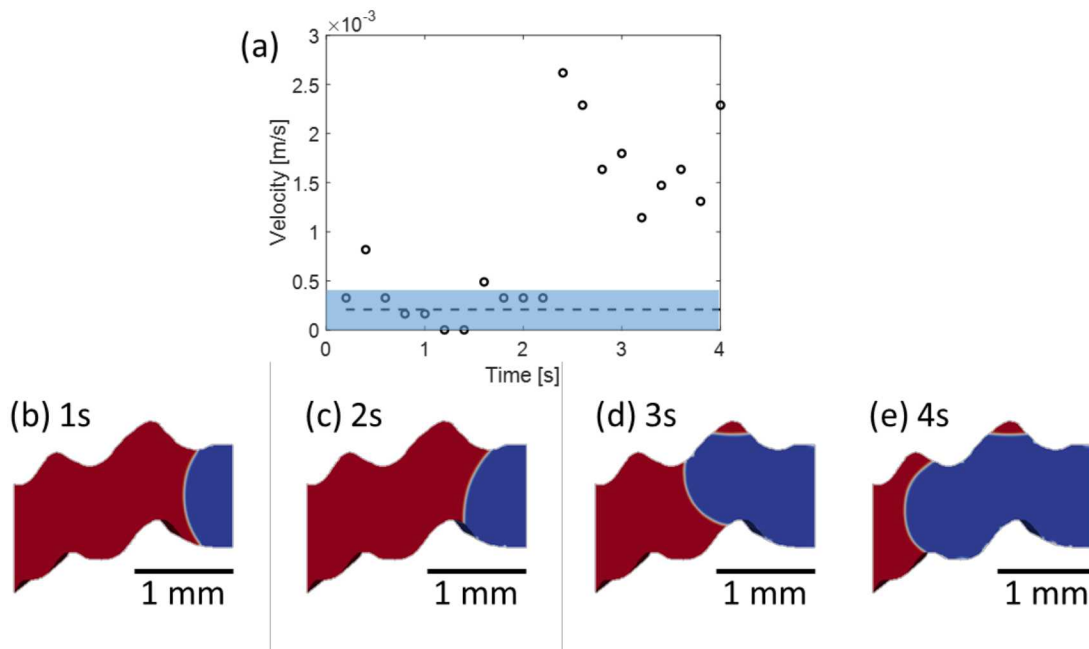 (a)
×10⁻³
3
2.5
2
1.5
1
0.5
0
Velocity [m/s]
0 1 2 3 4
Time [s]
(b) 1s
(c) 2s
(d) 3s
(e) 4s
1 mm
1 mm
1 mm
1 mm